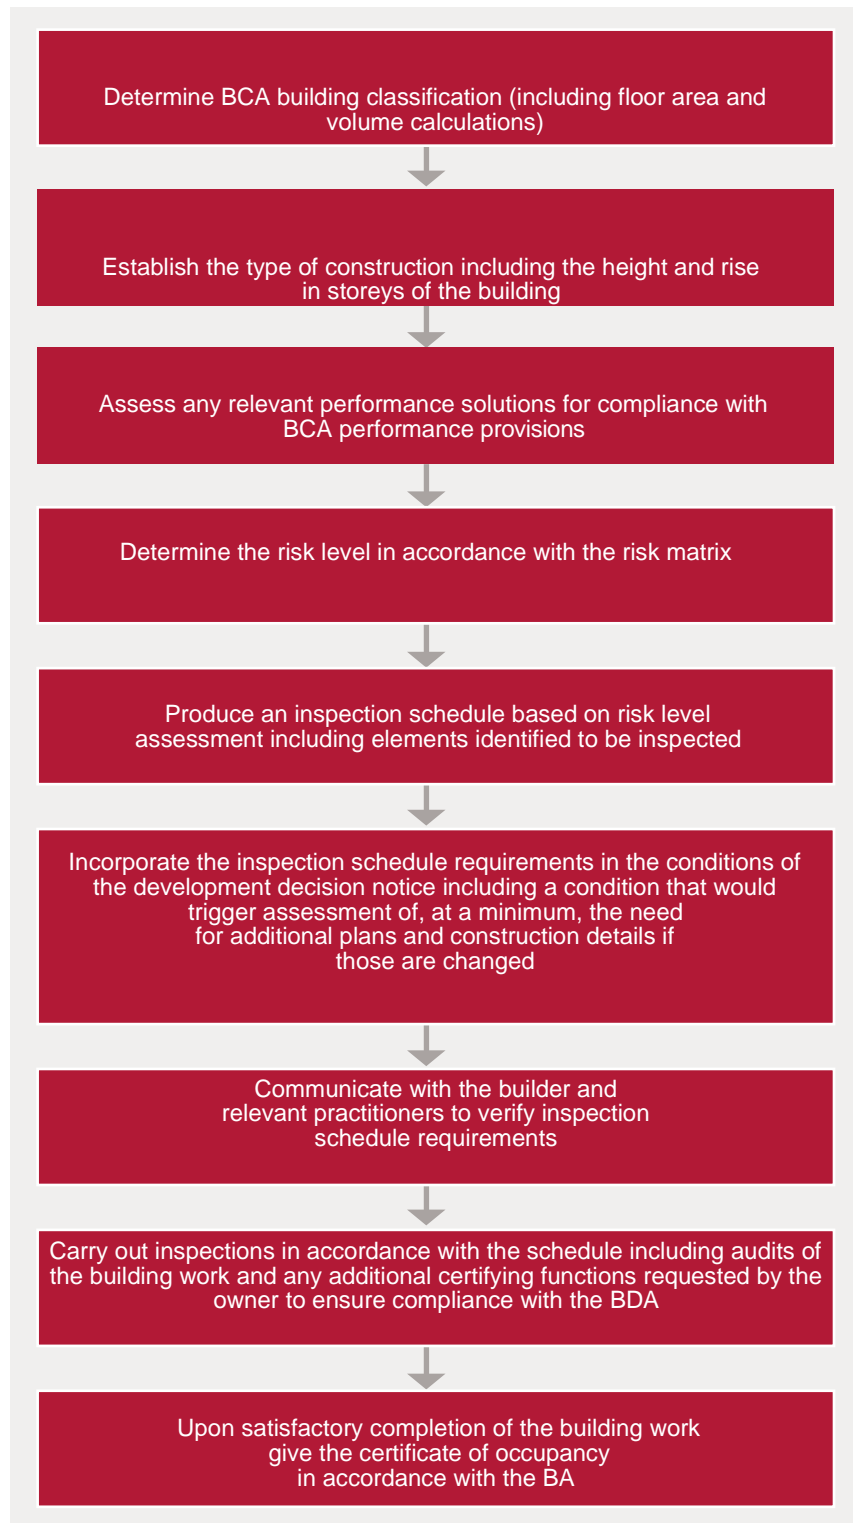 Determine BCA building classification (including floor area and
volume calculations)
Establish the type of construction including the height and rise
in storeys of the building
Assess any relevant performance solutions for compliance with
BCA performance provisions
Determine the risk level in accordance with the risk matrix
Produce an inspection schedule based on risk level
assessment including elements identified to be inspected
Incorporate the inspection schedule requirements in the conditions of
the development decision notice including a condition that would
trigger assessment of, at a minimum, the need
for additional plans and construction details if
those are changed
Communicate with the builder and
relevant practitioners to verify inspection
schedule requirements
Carry out inspections in accordance with the schedule including audits of
the building work and any additional certifying functions requested by the
owner to ensure compliance with the BDA
Upon satisfactory completion of the building work
give the certificate of occupancy
in accordance with the BA